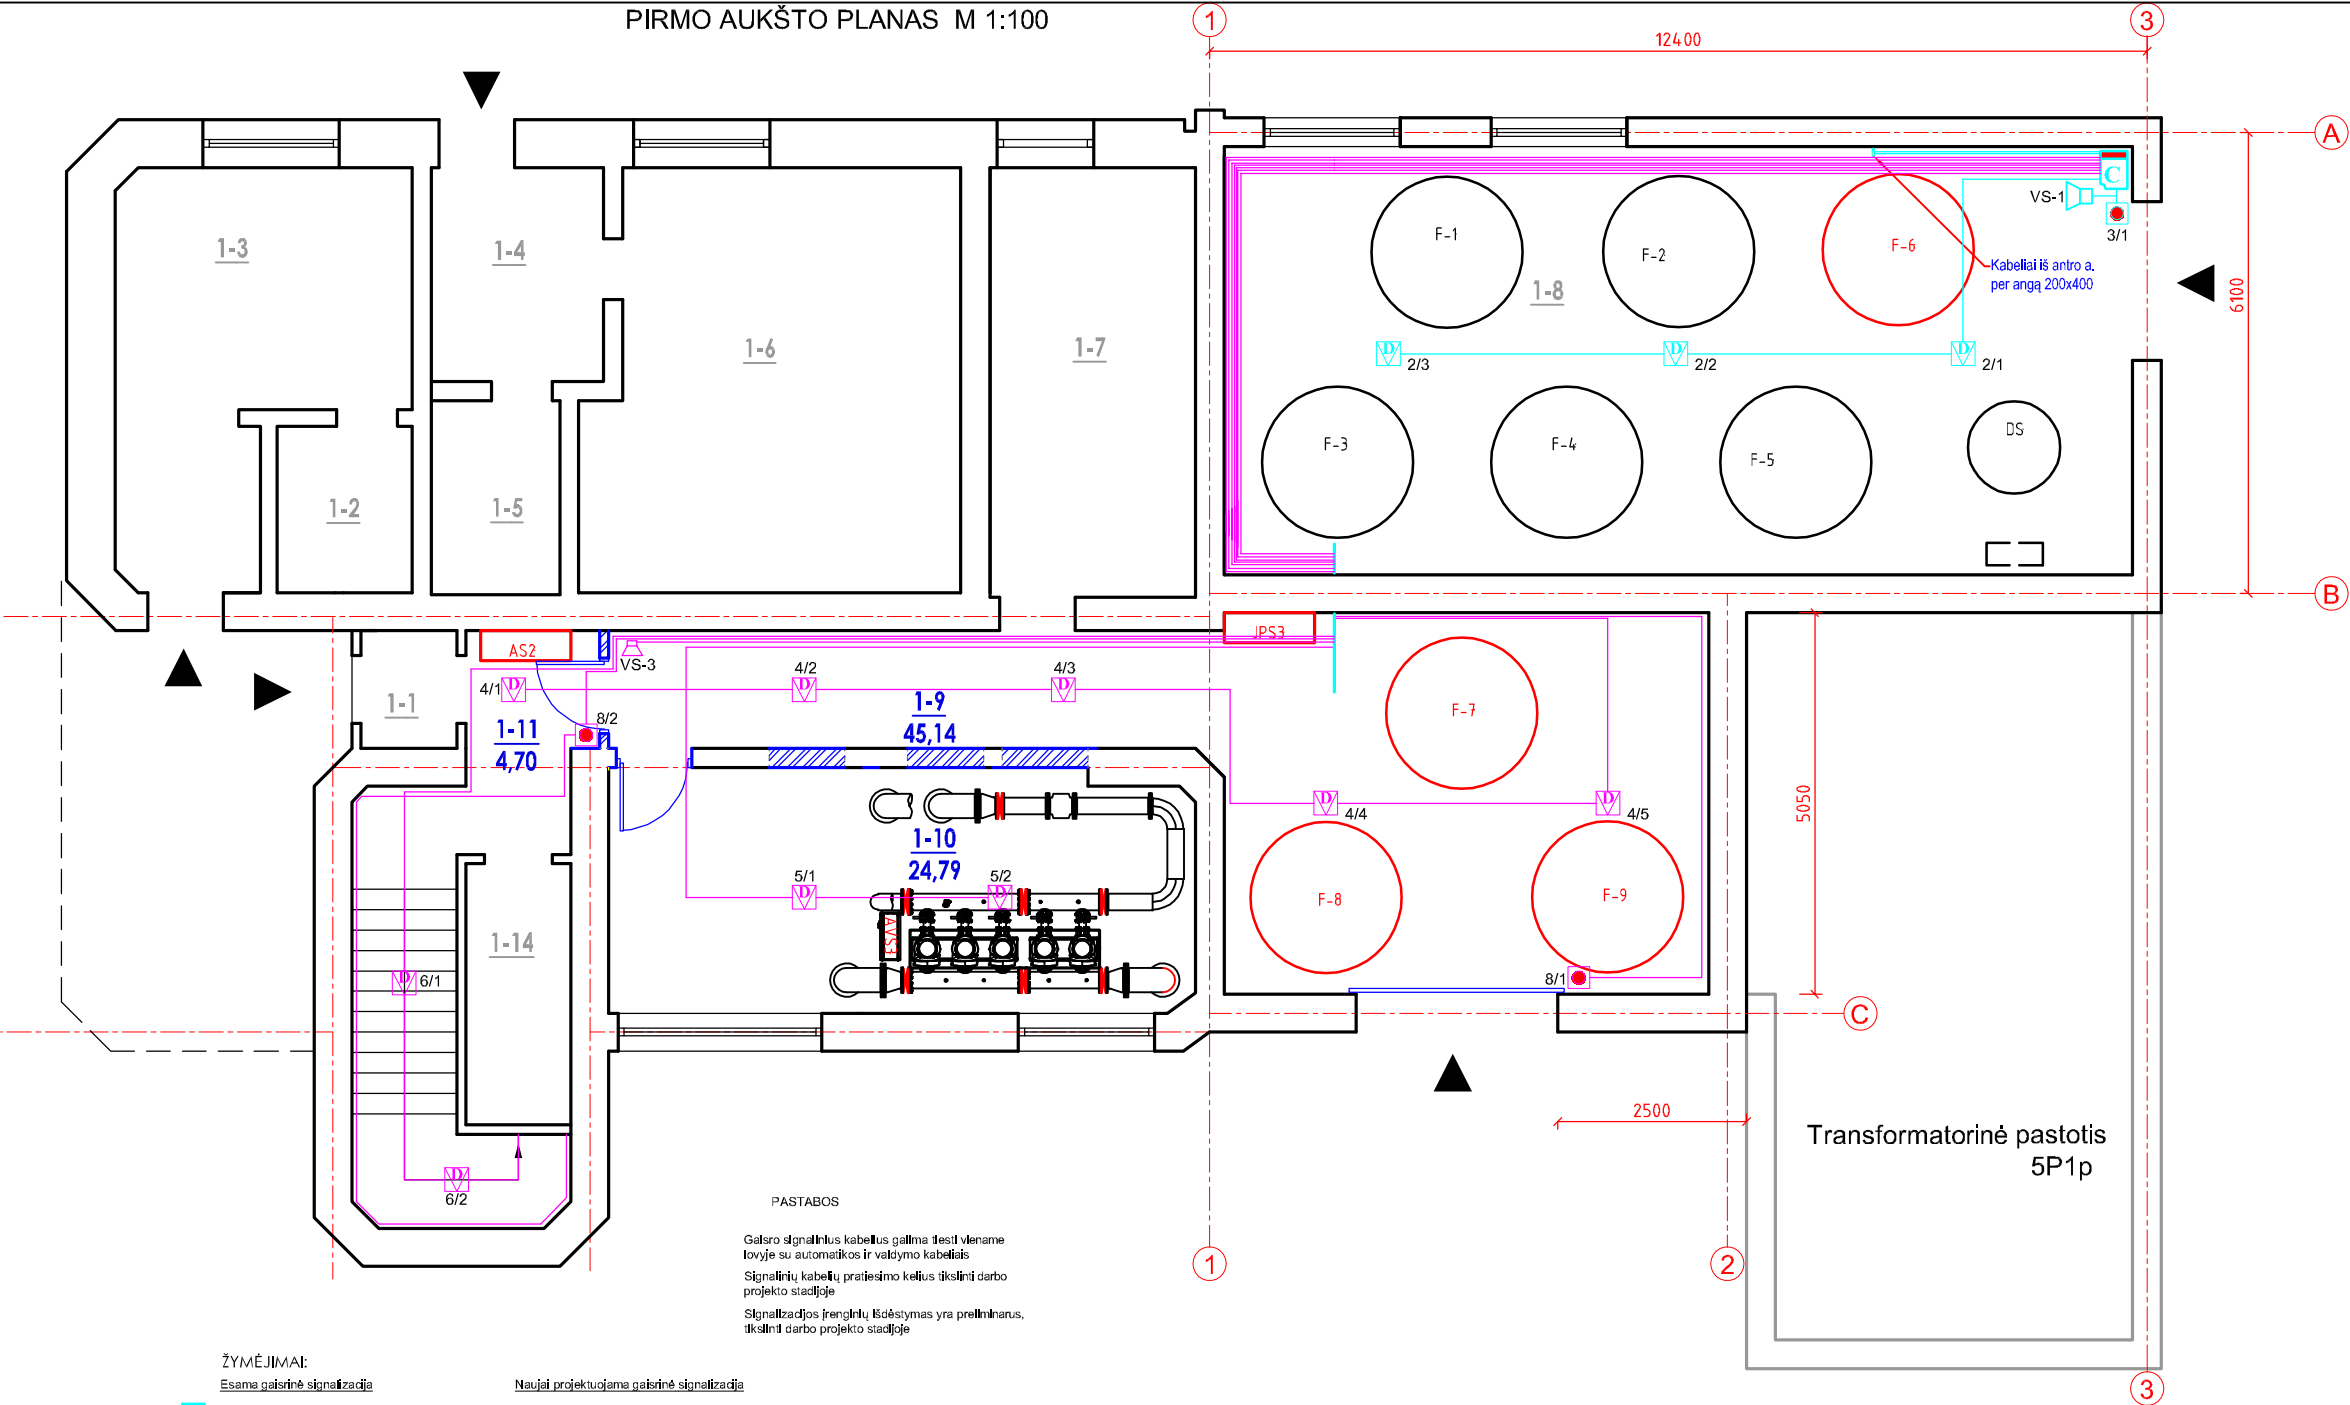 PIRMO AUKŠTO PLANAS M 1:100
1
3
12400
A
1-3
1-4
1-6
1-7
1-2
1-5
F-1
F-2
F-6
1-8
VS-1
C
3/1
Kabeliai iš antro a.
per angą 200x400
6100
D
2/3
D
2/2
D
2/1
F-3
F-4
F-5
DS
B
AS2
VS-3
JPS3
1-1
4/1
D
4/2
D
4/3
D
8/2
1-11
4,70
1-9
45,14
F-7
D
4/4
D
4/5
5050
1-10
24,79
5/1
D
5/2
D
AVS3
F-8
F-9
8/1
1-14
D
6/1
D
6/2
C
2500
Transformatorinė pastotis
5P1p
1
2
3
PASTABOS
Gaisro signalinius kabelius galima tiesti viename
lovyje su automatikos ir valdymo kabeliais
Signalinių kabelių pratiesimo kelius tikslinti darbo
projekto stadijoje
Signalizacijos įrenginių išdėstymas yra preliminarus,
tikslinti darbo projekto stadijoje
ŽYMĖJIMAI:
Esama gaisrinė signalizacija
Naujai projektuojama gaisrinė signalizacija